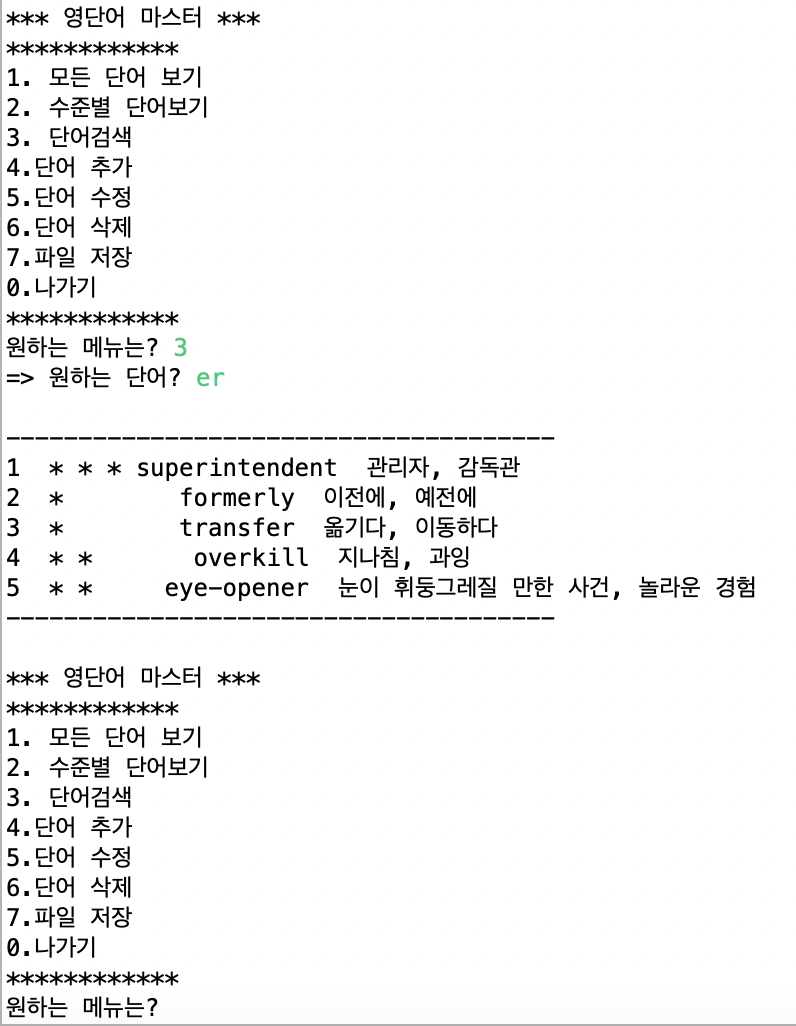 *** 영단어 마스터 ***
************
1. 모든 단어 보기
2. 수준별 단어보기
3. 단어검색
4.단어 추가
5.단어 수정
6.단어 삭제
7.파일 저장
0.나가기
************
원하는 메뉴는? 3
=> 원하는 단어? er
--------------------------------------
1  * * * superintendent  관리자, 감독관
2  *        formerly  이전에, 예전에
3  *        transfer  옮기다, 이동하다
4  * *       overkill  지나침, 과잉
5  * *     eye-opener  눈이 휘둥그레질 만한 사건, 놀라운 경험
--------------------------------------
*** 영단어 마스터 ***
************
1. 모든 단어 보기
2. 수준별 단어보기
3. 단어검색
4.단어 추가
5.단어 수정
6.단어 삭제
7.파일 저장
0.나가기
************
원하는 메뉴는?